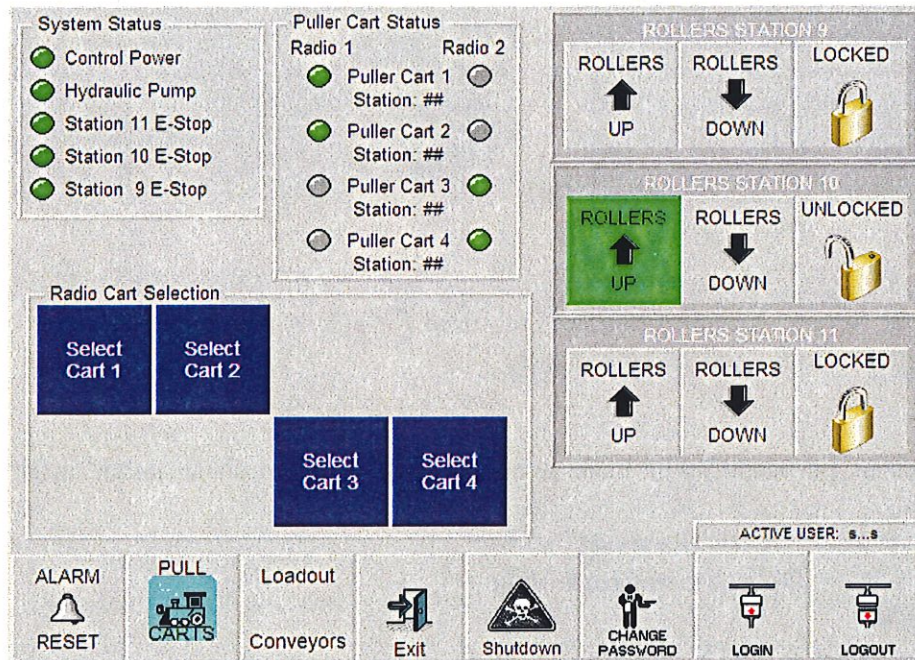 System Status
Control Power
Hydraulic Pump
Station 11 E-Stop
Station 10 E-Stop
Station 9 E-Stop
Puller Cart Status
Radio 1 Radio 2
Puller Cart 1
Station: ##
Puller Cart 2
Station: ##
Puller Cart 3
Station: ##
Puller Cart 4
Station: ##
ROLLERS STATION 9
ROLLERS ROLLERS LOCKED
UP DOWN
ROLLERS STATION 10
ROLLERS ROLLERS UNLOCKED
UP DOWN
ROLLERS STATION 11
ROLLERS ROLLERS LOCKED
UP DOWN
Radio Cart Selection
Select
Cart 1
Select
Cart 2
Select
Cart 3
Select
Cart 4
ACTIVE USER: s...s
ALARM
RESET
PULL
CARTS
Loadout
Conveyors
Exit
Shutdown
CHANGE
PASSWORD
LOGIN
LOGOUT